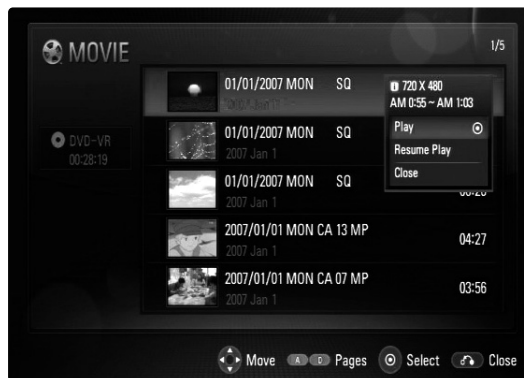 MOVIE
1/5
01/01/2007 MON SQ
720 X 480
AM 0:55 ~ AM 1:03
Play
Resume Play
Close
DVD-VR
00:28:19
01/01/2007 MON SQ
2007 Jan 1
01/01/2007 MON SQ
2007 Jan 1
2007/01/01 MON CA 13 MP
2007 Jan 1
04:27
2007/01/01 MON CA 07 MP
2007 Jan 1
03:56
Move
A D Pages
Select
Close